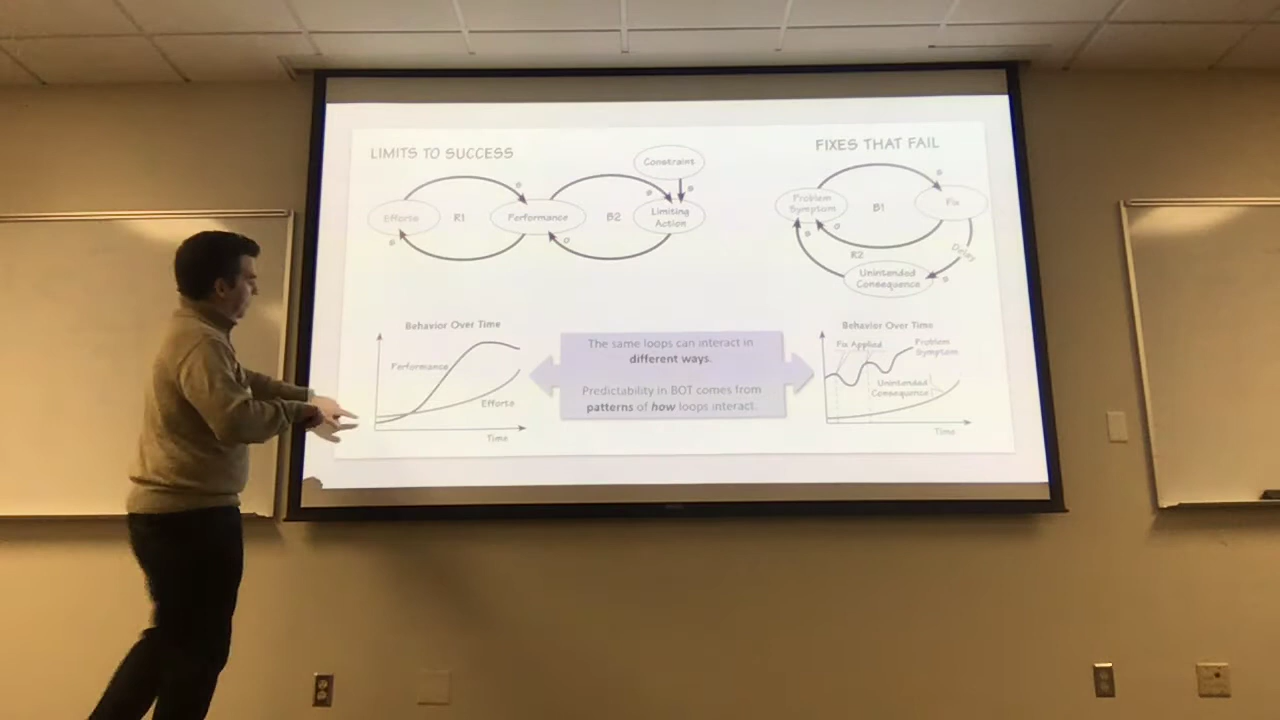 LIMITS TO SUCCESS
Constraint
Efforts
R1
Performance
B2
Limiting
Action
Behavior Over Time
Performance
Efforts
Time
The same loops can interact in
different ways.
Predictability in BOT comes from
patterns of how loops interact.
FIXES THAT FAIL
Problem
Symptom
B1
Fix
Delay
R2
Unintended
Consequence
Behavior Over Time
Fix Applied
Problem
Symptom
Unintended
Consequence
Time